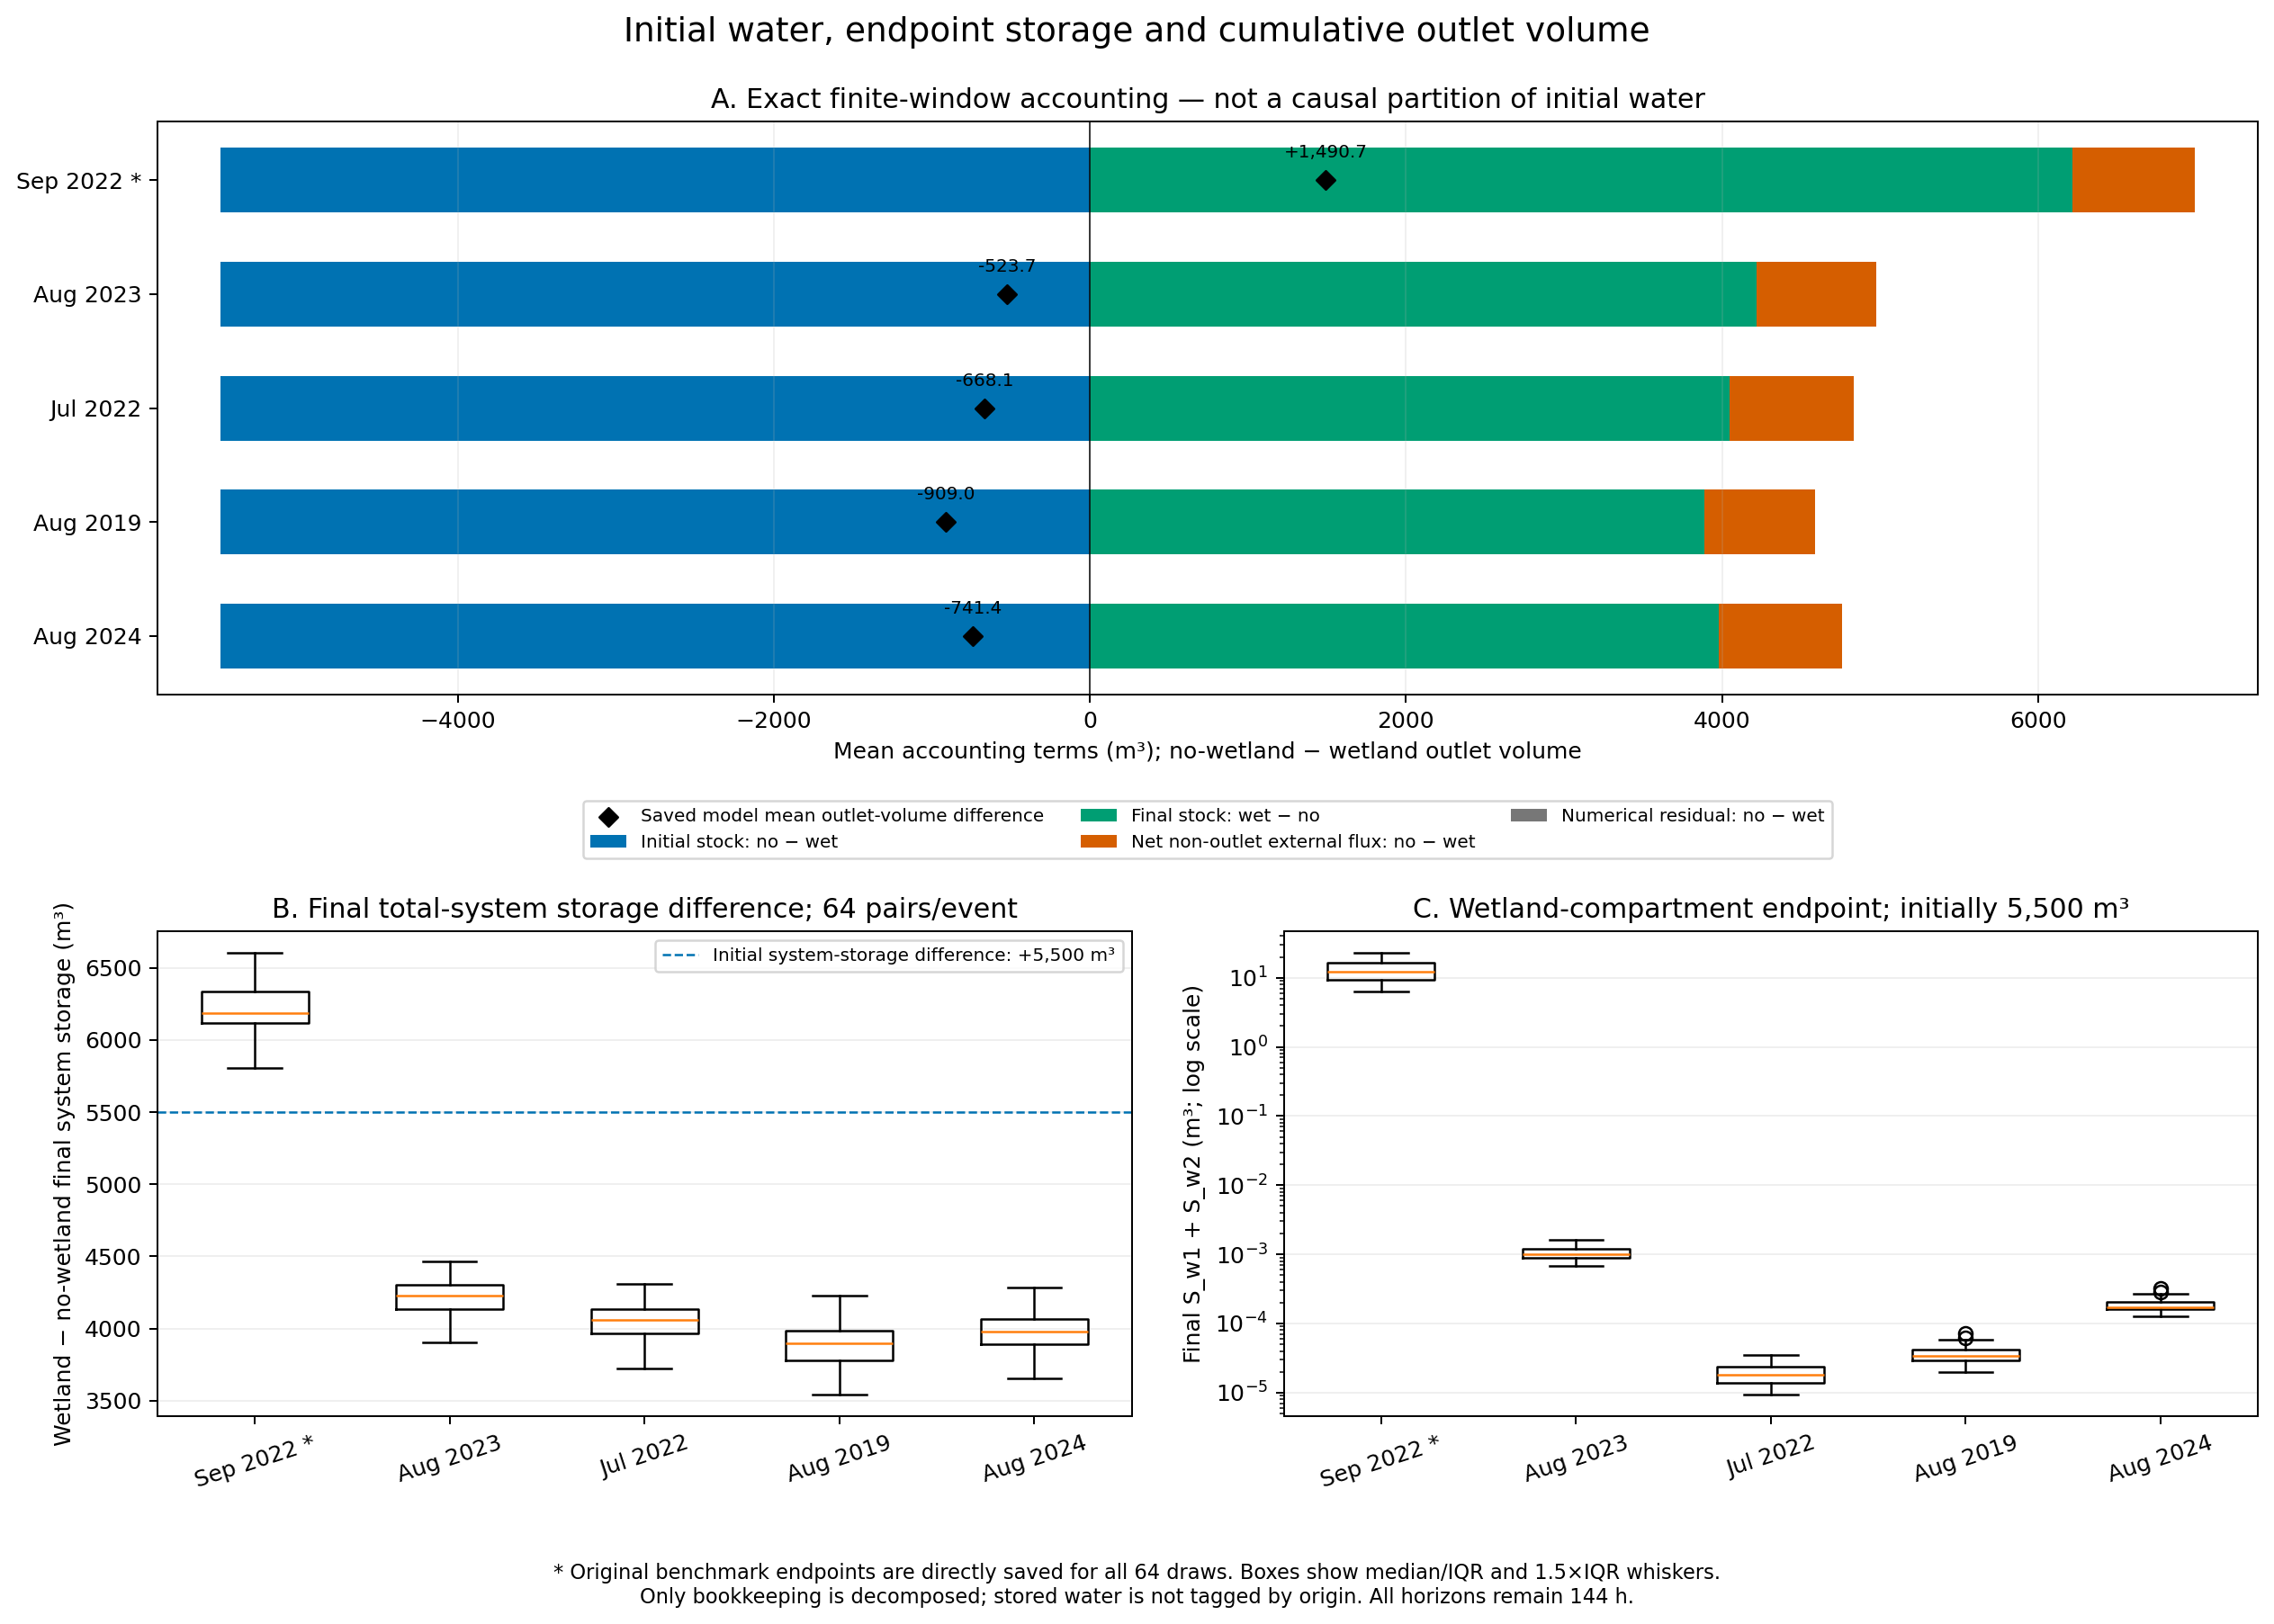 Initial water, endpoint storage and cumulative outlet volume
A. Exact finite-window accounting — not a causal partition of initial water
Sep 2022 *
+1,490.7
Aug 2023
-523.7
Jul 2022
-668.1
Aug 2019
-909.0
Aug 2024
-741.4
−4000
−2000
0
2000
4000
6000
Mean accounting terms (m³); no-wetland − wetland outlet volume
Saved model mean outlet-volume difference
Initial stock: no − wet
Final stock: wet − no
Net non-outlet external flux: no − wet
Numerical residual: no − wet
B. Final total-system storage difference; 64 pairs/event
Wetland − no-wetland final system storage (m³)
Initial system-storage difference: +5,500 m³
6500
6000
5500
5000
4500
4000
3500
Sep 2022 *
Aug 2023
Jul 2022
Aug 2019
Aug 2024
C. Wetland-compartment endpoint; initially 5,500 m³
Final S_w1 + S_w2 (m³; log scale)
10¹
10⁰
10⁻¹
10⁻²
10⁻³
10⁻⁴
10⁻⁵
Sep 2022 *
Aug 2023
Jul 2022
Aug 2019
Aug 2024
* Original benchmark endpoints are directly saved for all 64 draws. Boxes show median/IQR and 1.5×IQR whiskers.
Only bookkeeping is decomposed; stored water is not tagged by origin. All horizons remain 144 h.